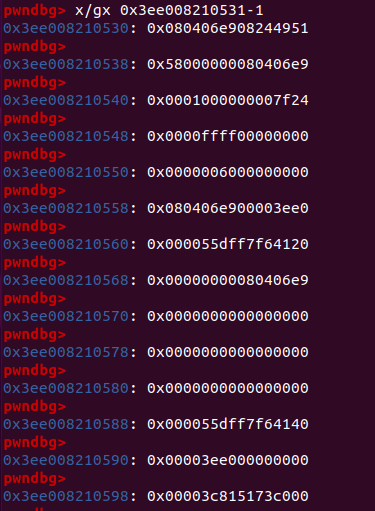 pwndbg> x/gx 0x3ee008210531-1
0x3ee008210530: 0x080406e908244951
pwndbg>
0x3ee008210538: 0x58000000080406e9
pwndbg>
0x3ee008210540: 0x0001000000007f24
pwndbg>
0x3ee008210548: 0x0000ffff00000000
pwndbg>
0x3ee008210550: 0x0000006000000000
pwndbg>
0x3ee008210558: 0x080406e900003ee0
pwndbg>
0x3ee008210560: 0x000055dff7f64120
pwndbg>
0x3ee008210568: 0x00000000080406e9
pwndbg>
0x3ee008210570: 0x0000000000000000
pwndbg>
0x3ee008210578: 0x0000000000000000
pwndbg>
0x3ee008210580: 0x0000000000000000
pwndbg>
0x3ee008210588: 0x000055dff7f64140
pwndbg>
0x3ee008210590: 0x00003ee000000000
pwndbg>
0x3ee008210598: 0x00003c815173c000